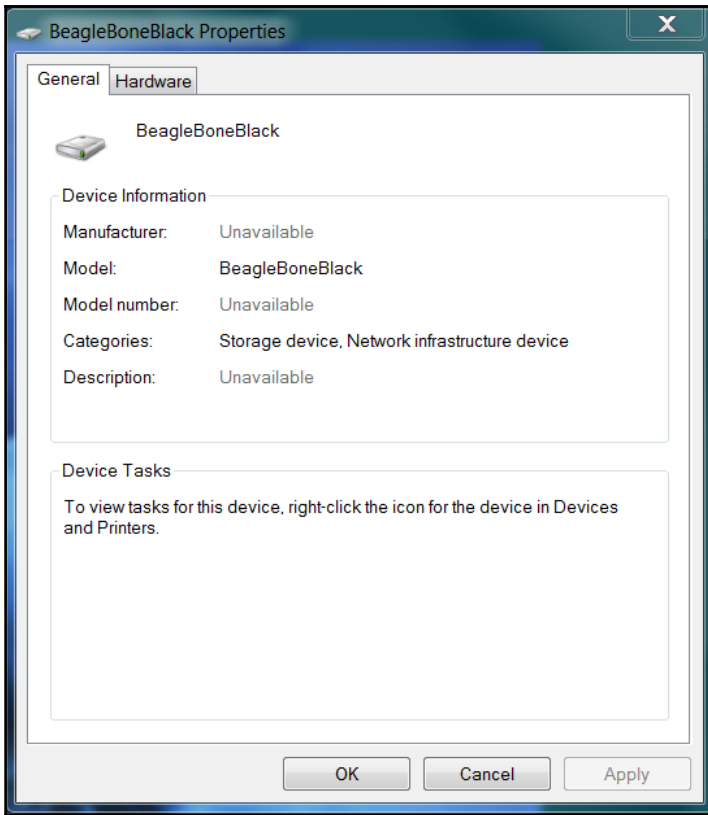 BeagleBoneBlack Properties
X
General Hardware
BeagleBoneBlack
Device Information
Manufacturer: Unavailable
Model: BeagleBoneBlack
Model number: Unavailable
Categories: Storage device, Network infrastructure device
Description: Unavailable
Device Tasks
To view tasks for this device, right-click the icon for the device in Devices
and Printers.
OK Cancel Apply